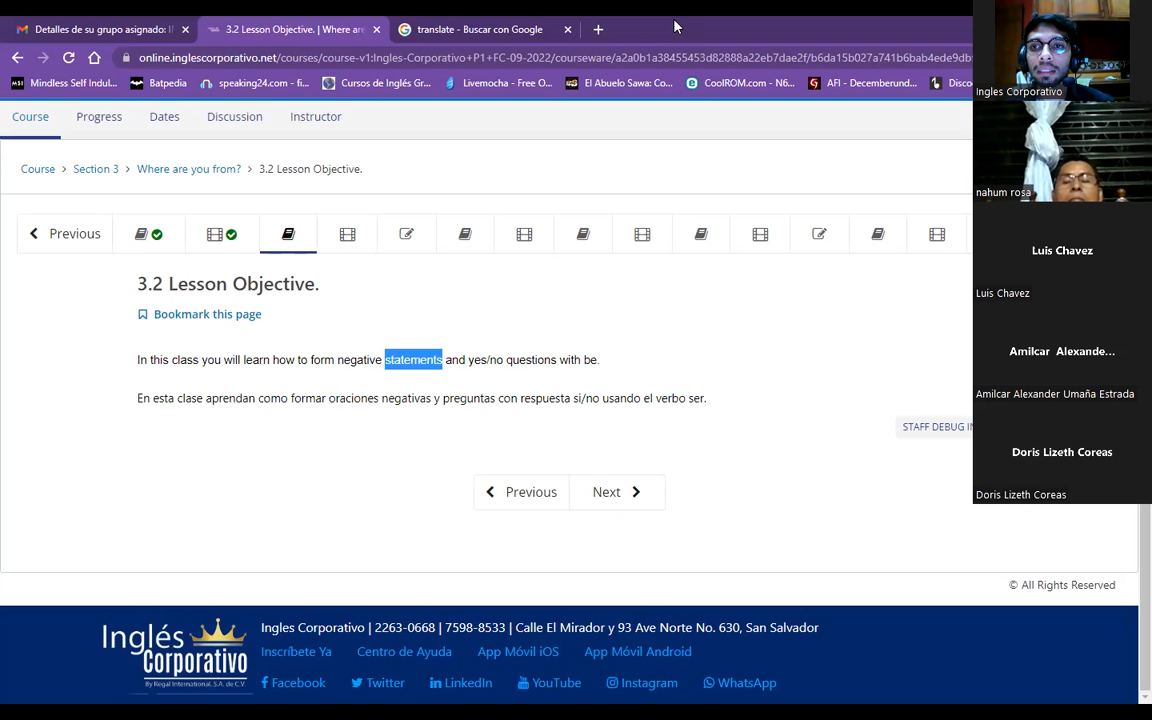 Detalles de su grupo asignado: I
3.2 Lesson Objective. | Where are
translate - Buscar con Google
online.inglescorporativo.net/courses/course-v1:Ingles-Corporativo+P1+FC-09-2022/courseware/a2a0b1a38455453d82888a22eb7dae2f/b6da15b027a741b6bab4ede9db
Mindless Self Indul...
Batpedia
speaking24.com - fi...
Cursos de Inglés Gr...
Livemocha - Free O...
El Abuelo Sawa: Co...
CoolROM.com - N6...
AFI - Decemberund...
Disco
Ingles Corporativo
Course
Progress
Dates
Discussion
Instructor
Course > Section 3 > Where are you from? > 3.2 Lesson Objective.
nahum rosa
Previous
Luis Chavez
Luis Chavez
3.2 Lesson Objective.
Bookmark this page
In this class you will learn how to form negative statements and yes/no questions with be.
Amilcar Alexande...
Amilcar Alexander Umaña Estrada
En esta clase aprendan como formar oraciones negativas y preguntas con respuesta si/no usando el verbo ser.
STAFF DEBUG IN
Doris Lizeth Coreas
Doris Lizeth Coreas
Previous
Next
© All Rights Reserved
Inglés
Corporativo
By Regal International, S.A. de C.V.
Ingles Corporativo | 2263-0668 | 7598-8533 | Calle El Mirador y 93 Ave Norte No. 630, San Salvador
Inscríbete Ya
Centro de Ayuda
App Móvil iOS
App Móvil Android
Facebook
Twitter
LinkedIn
YouTube
Instagram
WhatsApp